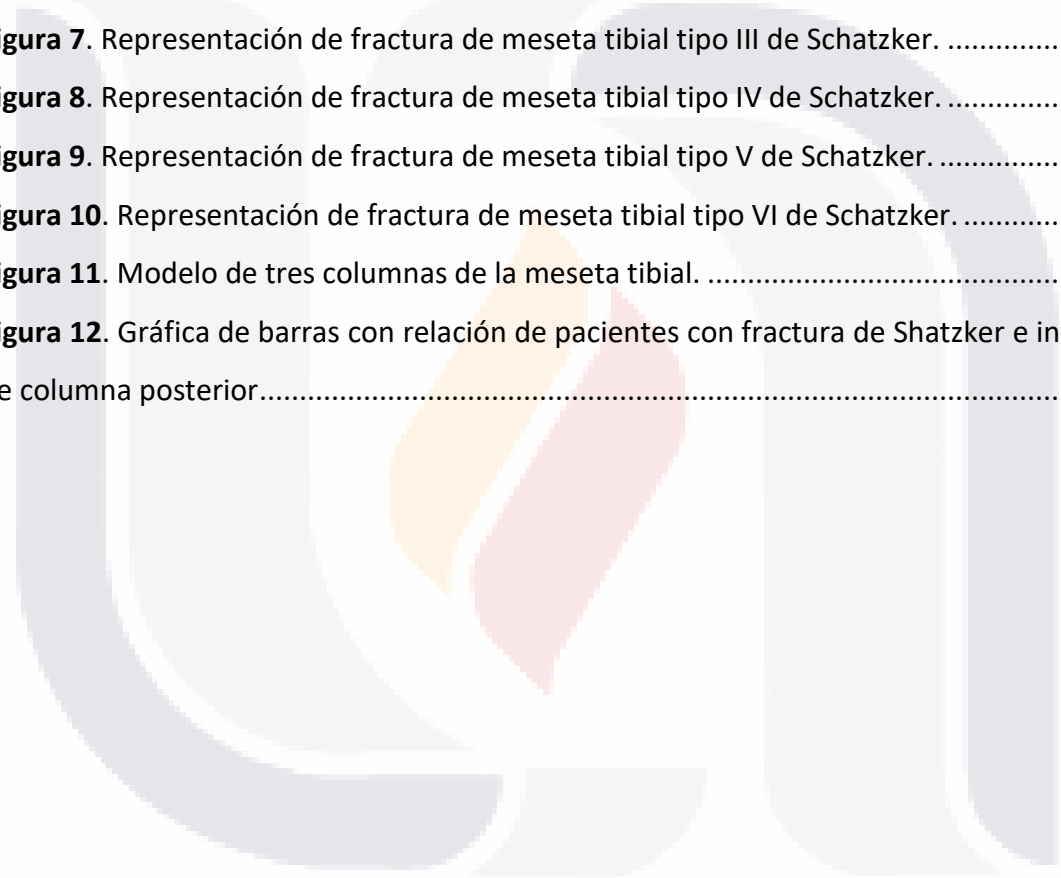 igura 7. Representación de fractura de meseta tibial tipo III de Schatzker. ..............
igura 8. Representación de fractura de meseta tibial tipo IV de Schatzker. ..............
igura 9. Representación de fractura de meseta tibial tipo V de Schatzker. ...............
igura 10. Representación de fractura de meseta tibial tipo VI de Schatzker. ............
igura 11. Modelo de tres columnas de la meseta tibial. ............................................
igura 12. Gráfica de barras con relación de pacientes con fractura de Shatzker e in
e columna posterior....................................................................................................